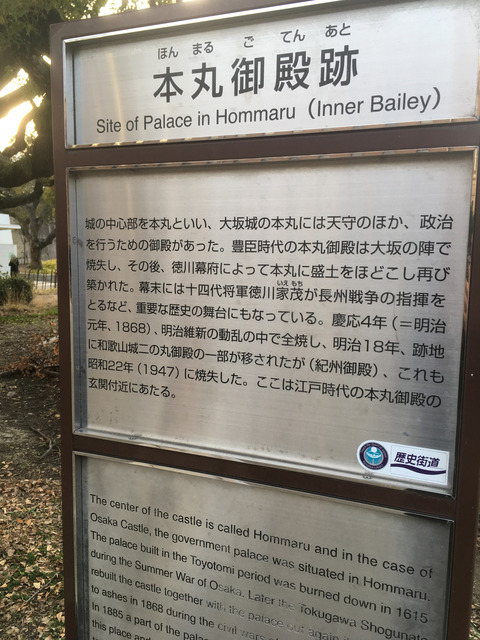 ほん まる ご てん あと
本丸御殿跡
Site of Palace in Hommaru (Inner Bailey)
城の中心部を本丸といい、大坂城の本丸には天守のほか、政治
を行うための御殿があった。豊臣時代の本丸御殿は大坂の陣で
焼失し、その後、徳川幕府によって本丸に盛土をほどこし再び
いえ もち
築かれた。幕末には十四代将軍徳川家茂が長州戦争の指揮を
とるなど、重要な歴史の舞台にもなっている。慶応4年(=明治
元年、1868)、明治維新の動乱の中で全焼し、明治18年、跡地
に和歌山城二の丸御殿の一部が移されたが(紀州御殿)、これも
昭和22年(1947)に焼失した。ここは江戸時代の本丸御殿の
玄関付近にあたる。
歴史街道
The center of the castle is called Hommaru and in the case of
Osaka Castle, the government palace was situated in Hommaru.
The palace built in the Toyotomi period was burned down in 1615
during the Summer War of Osaka. Later the Tokugawa Shogunate
rebuilt the castle together with the palace
to ashes in 1868 during the civil wars
In 1885 a part of the palace
this place and